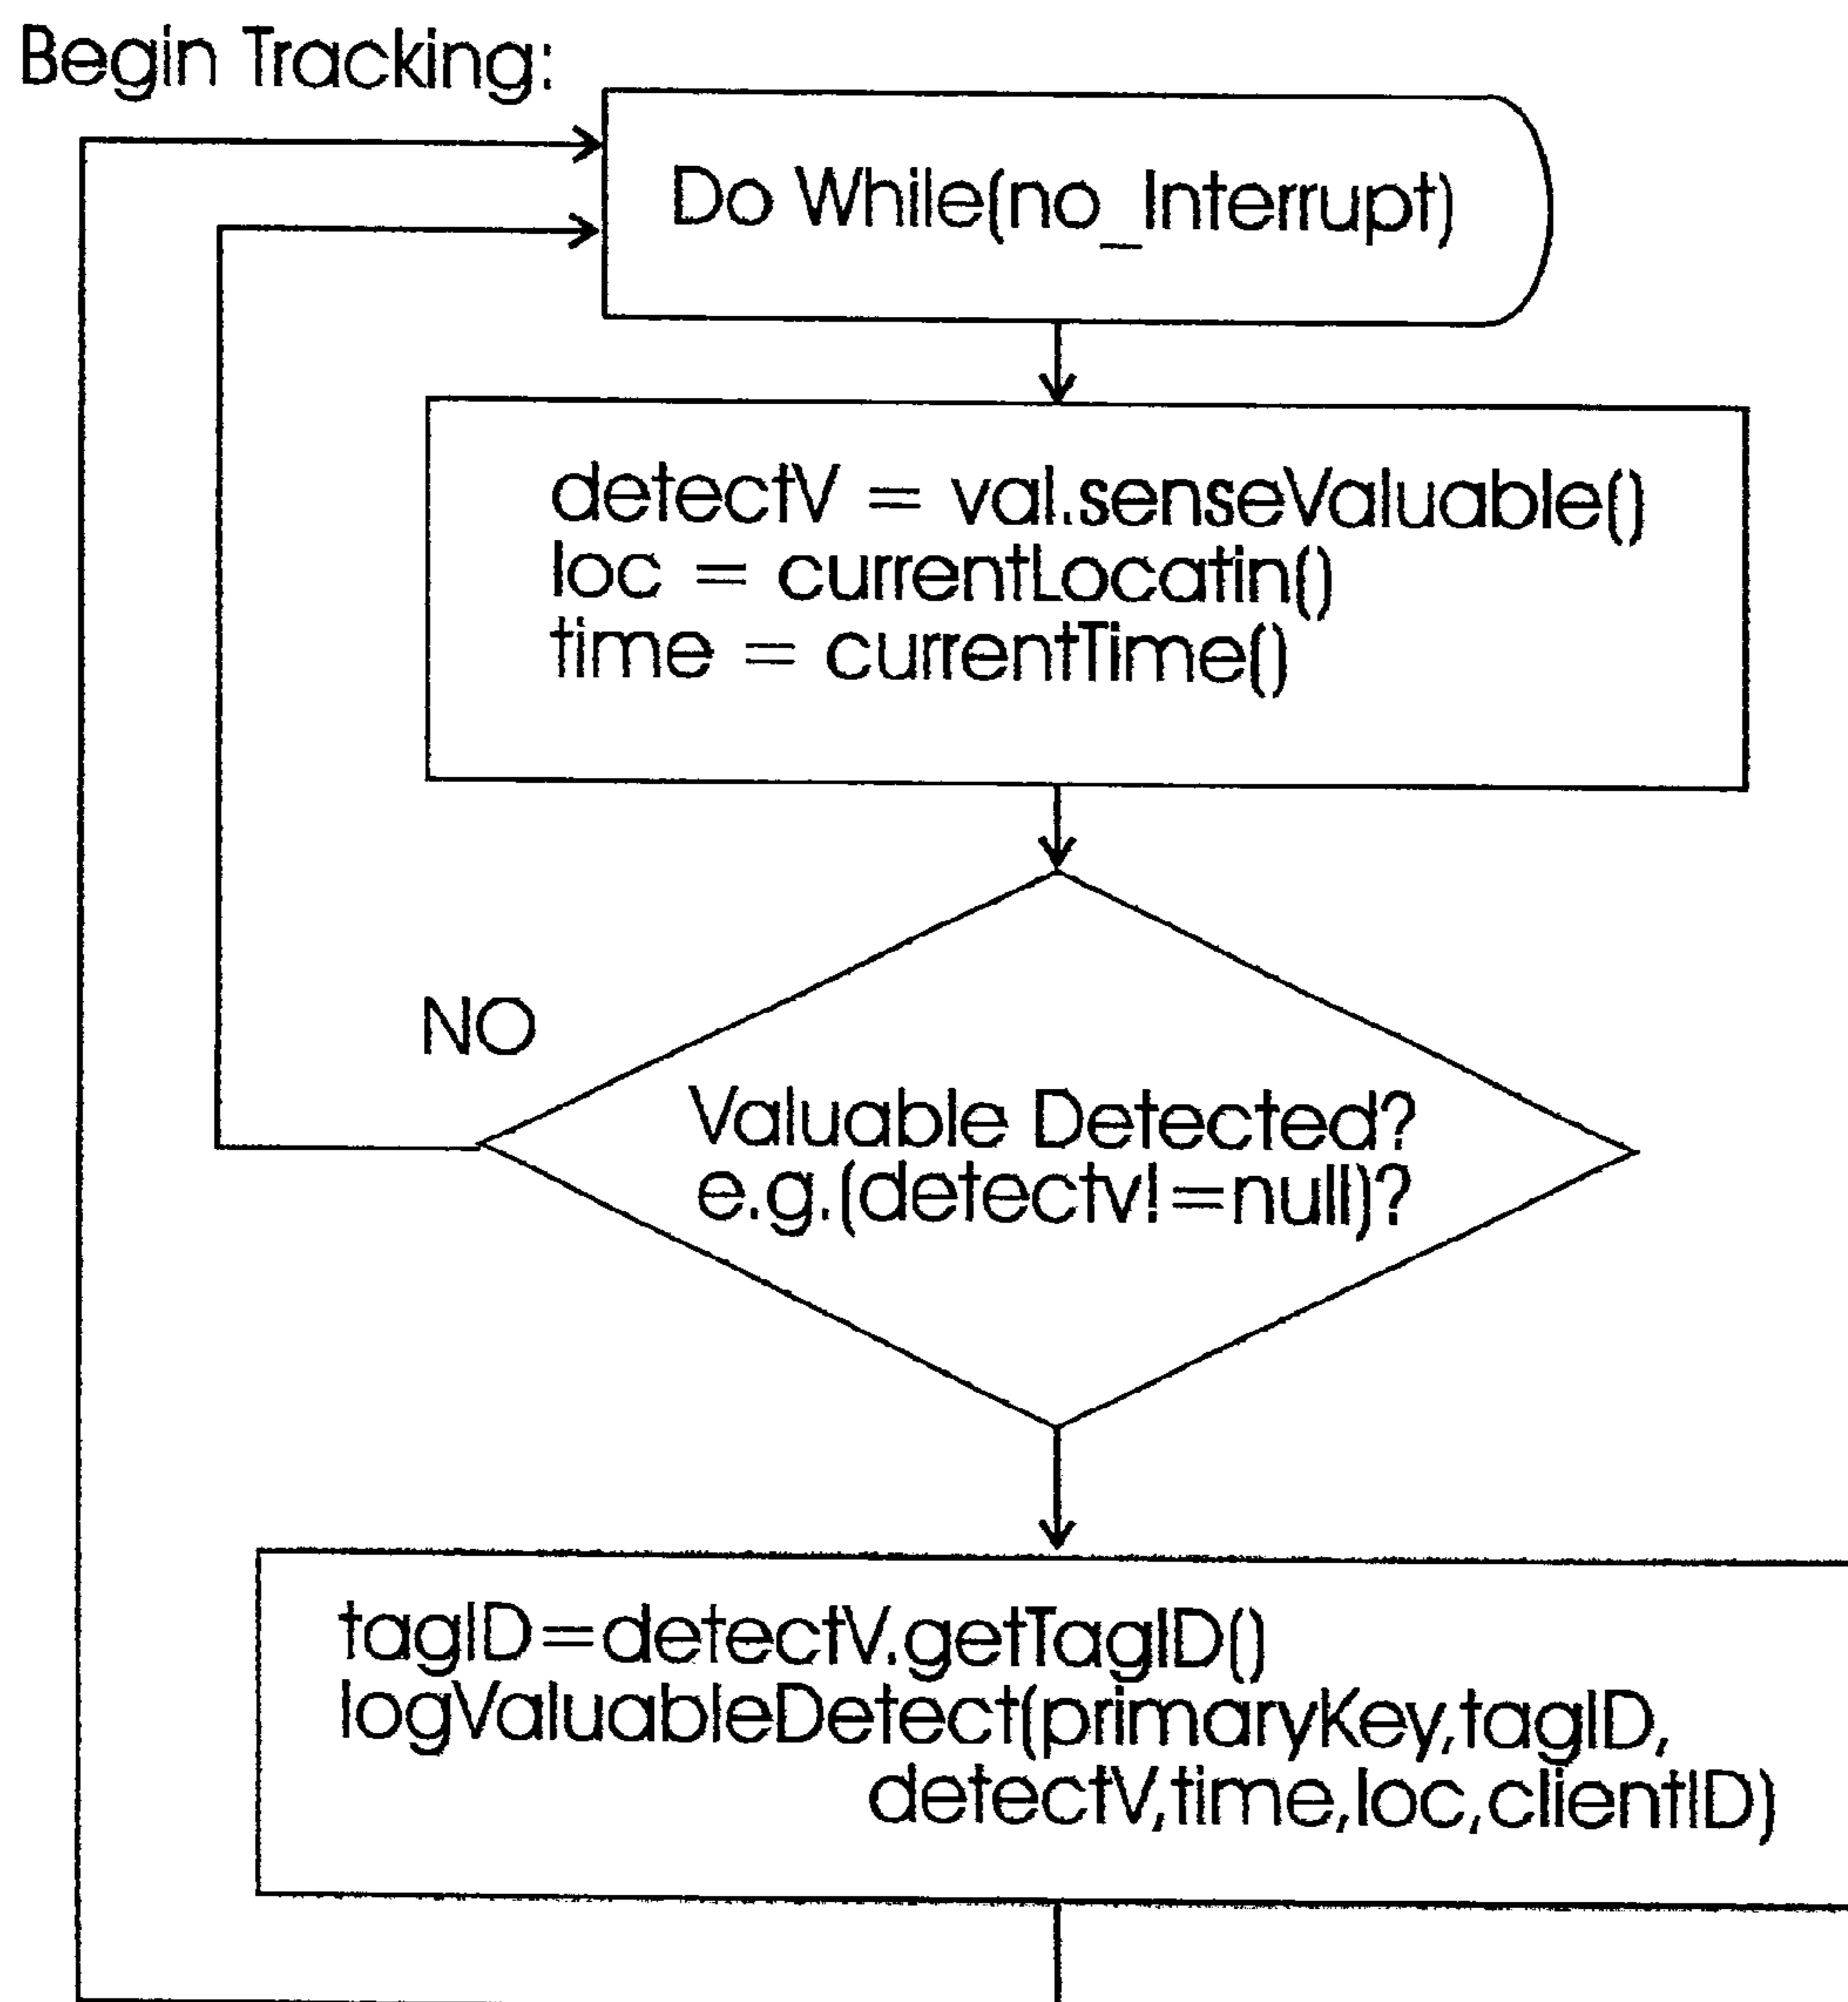 Begin Tracking:
Do While(no_Interrupt)
detectV = val.senseValuable()
loc = currentLocatin()
time = currentTime()
NO
Valuable Detected?
e.g.(detectv!=null)?
tagID=detectV.getTagID()
logValuableDetect(primaryKey,tagID,
detectV,time,loc,clientID)